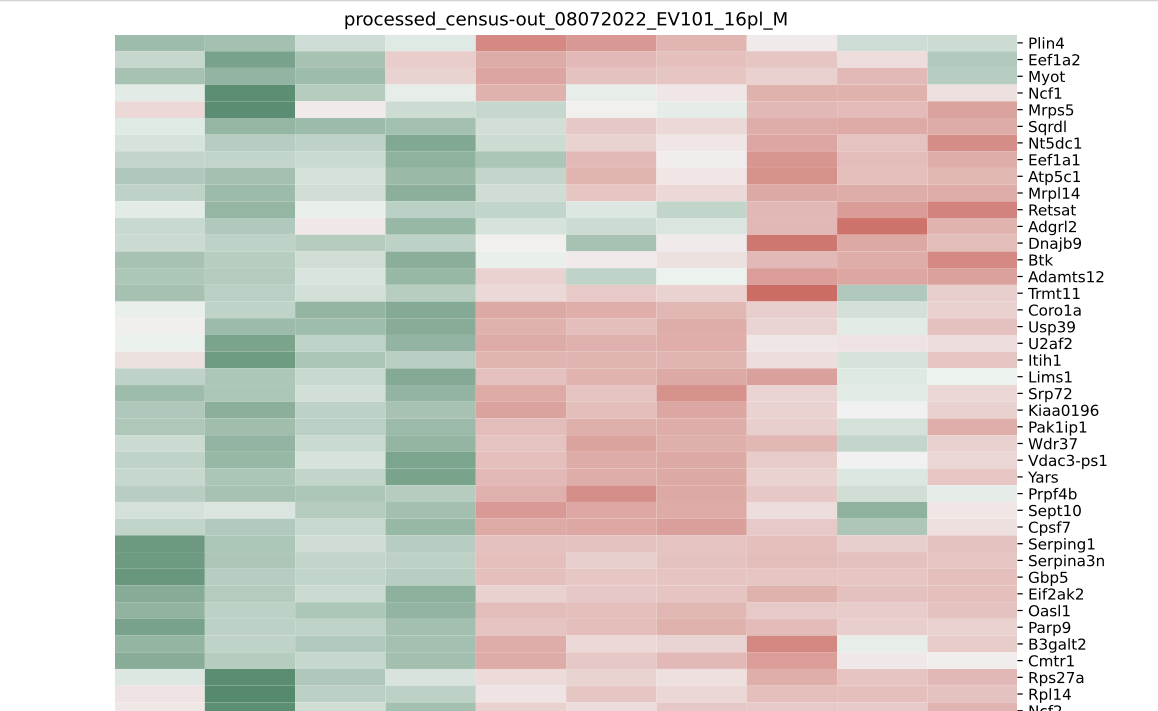 processed_census-out_08072022_EV101_16pl_M
Plin4
Eef1a2
Myot
Ncf1
Mrps5
Sqrdl
Nt5dc1
Eef1a1
Atp5c1
Mrpl14
Retsat
Adgrl2
Dnajb9
Btk
Adamts12
Trmt11
Coro1a
Usp39
U2af2
Itih1
Lims1
Srp72
Kiaa0196
Pak1ip1
Wdr37
Vdac3-ps1
Yars
Prpf4b
Sept10
Cpsf7
Serping1
Serpina3n
Gbp5
Eif2ak2
Oasl1
Parp9
B3galt2
Cmtr1
Rps27a
Rpl14